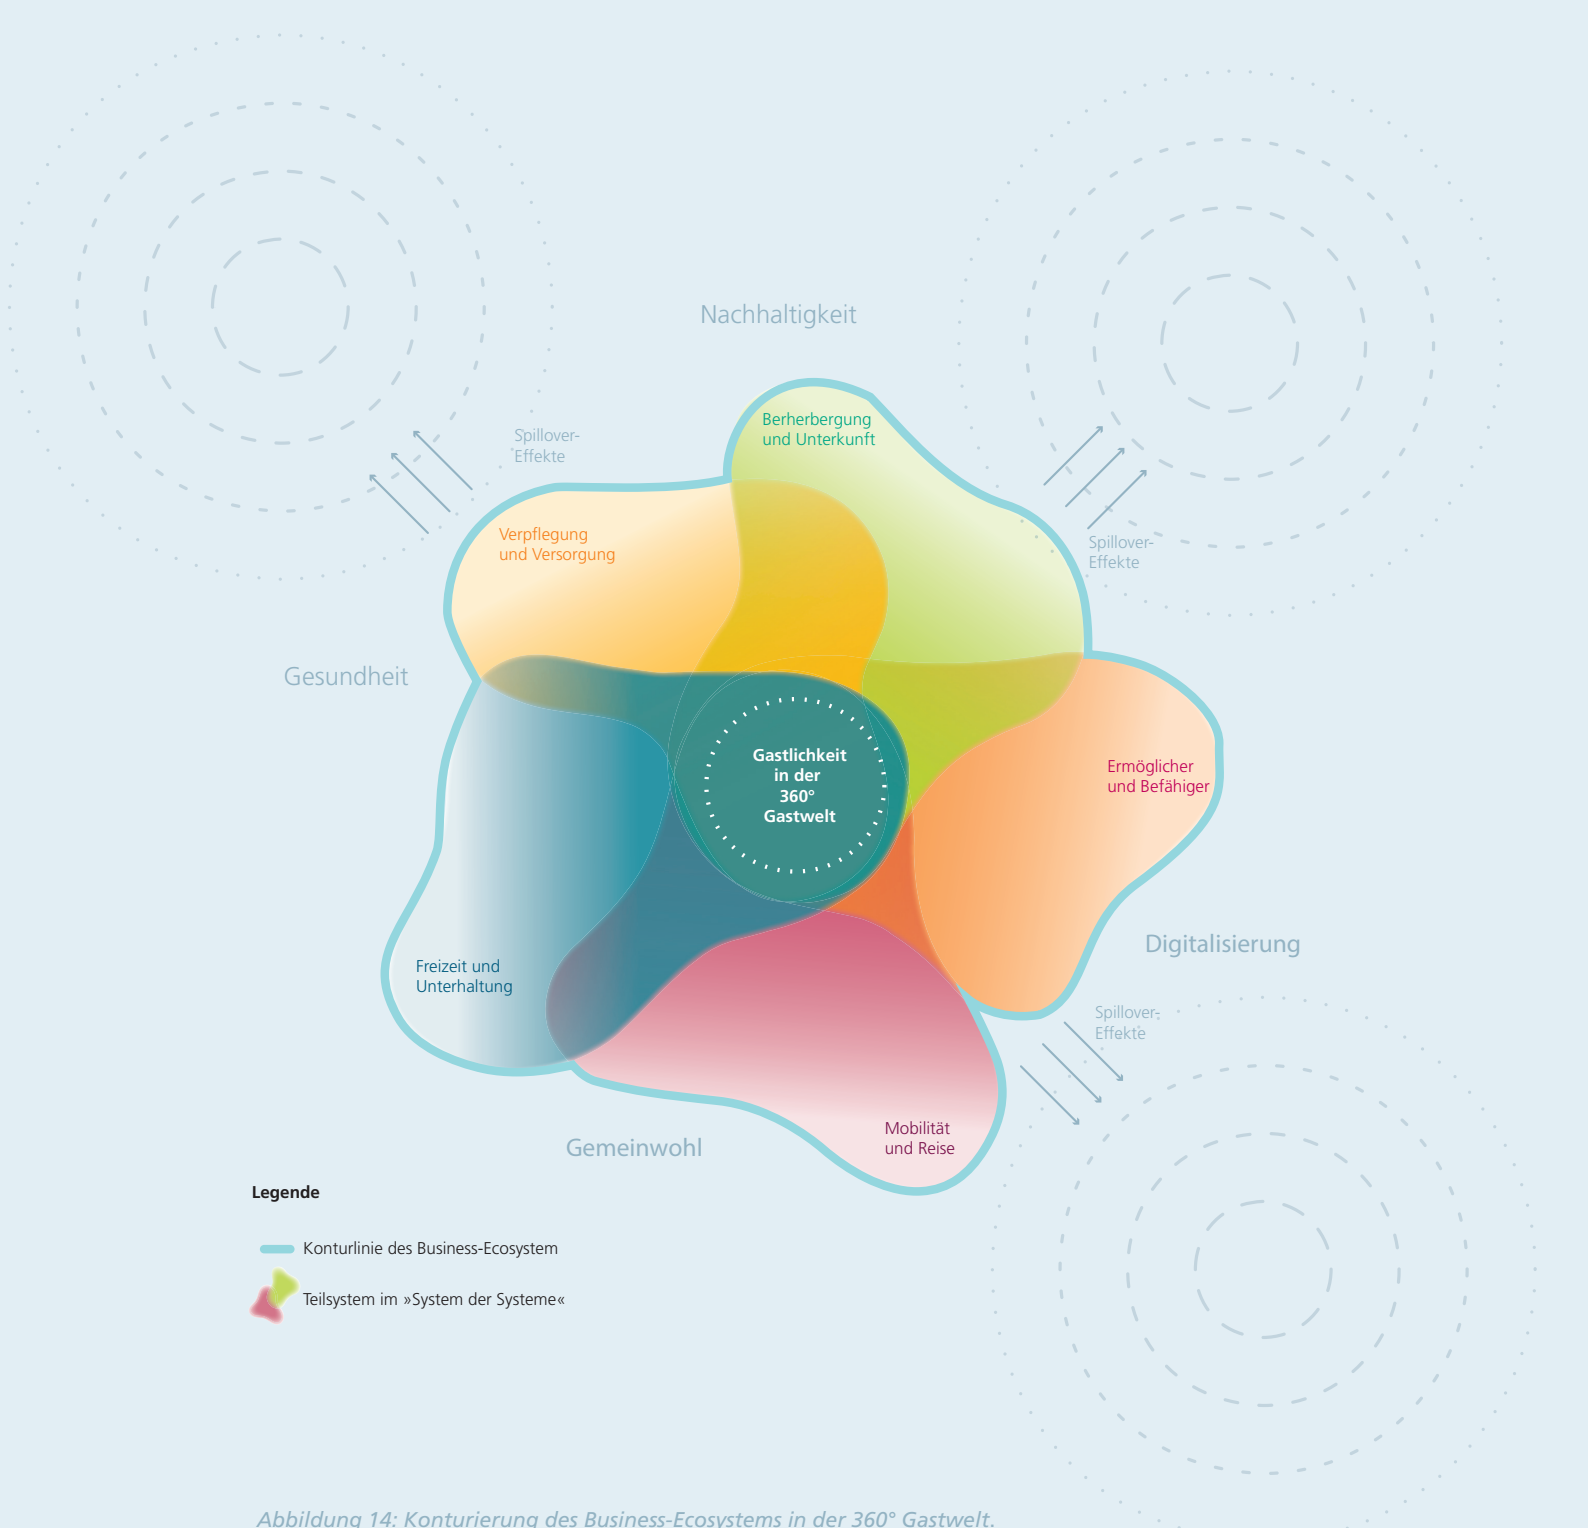 Nachhaltigkeit
Berherbergung
und Unterkunft
Spillover-
Effekte
Verpflegung
und Versorgung
Spillover-
Effekte
Gesundheit
Gastlichkeit
in der
360°
Gastwelt
Ermöglicher
und Befähiger
Digitalisierung
Freizeit und
Unterhaltung
Spillover-
Effekte
Mobilität
und Reise
Gemeinwohl
Legende
Konturlinie des Business-Ecosystem
Teilsystem im »System der Systeme«
Abbildung 14: Konturierung des Business-Ecosystems in der 360° Gastwelt.